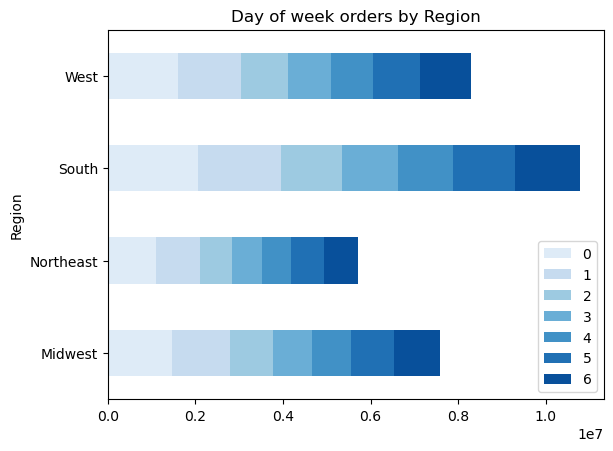 Day of week orders by Region
West
South
Northeast
Midwest
Region
0
1
2
3
4
5
6
0.0 0.2 0.4 0.6 0.8 1.0
1e7